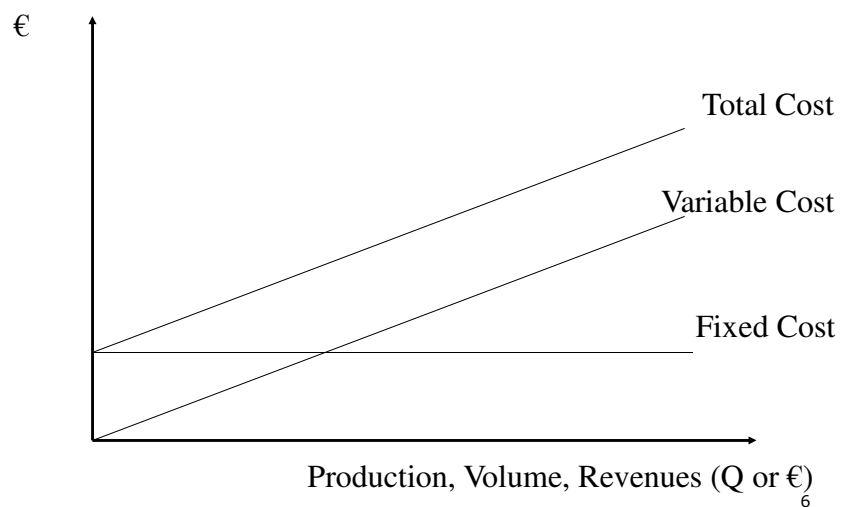 €
Total Cost
Variable Cost
Fixed Cost
Production, Volume, Revenues (Q or €)
6